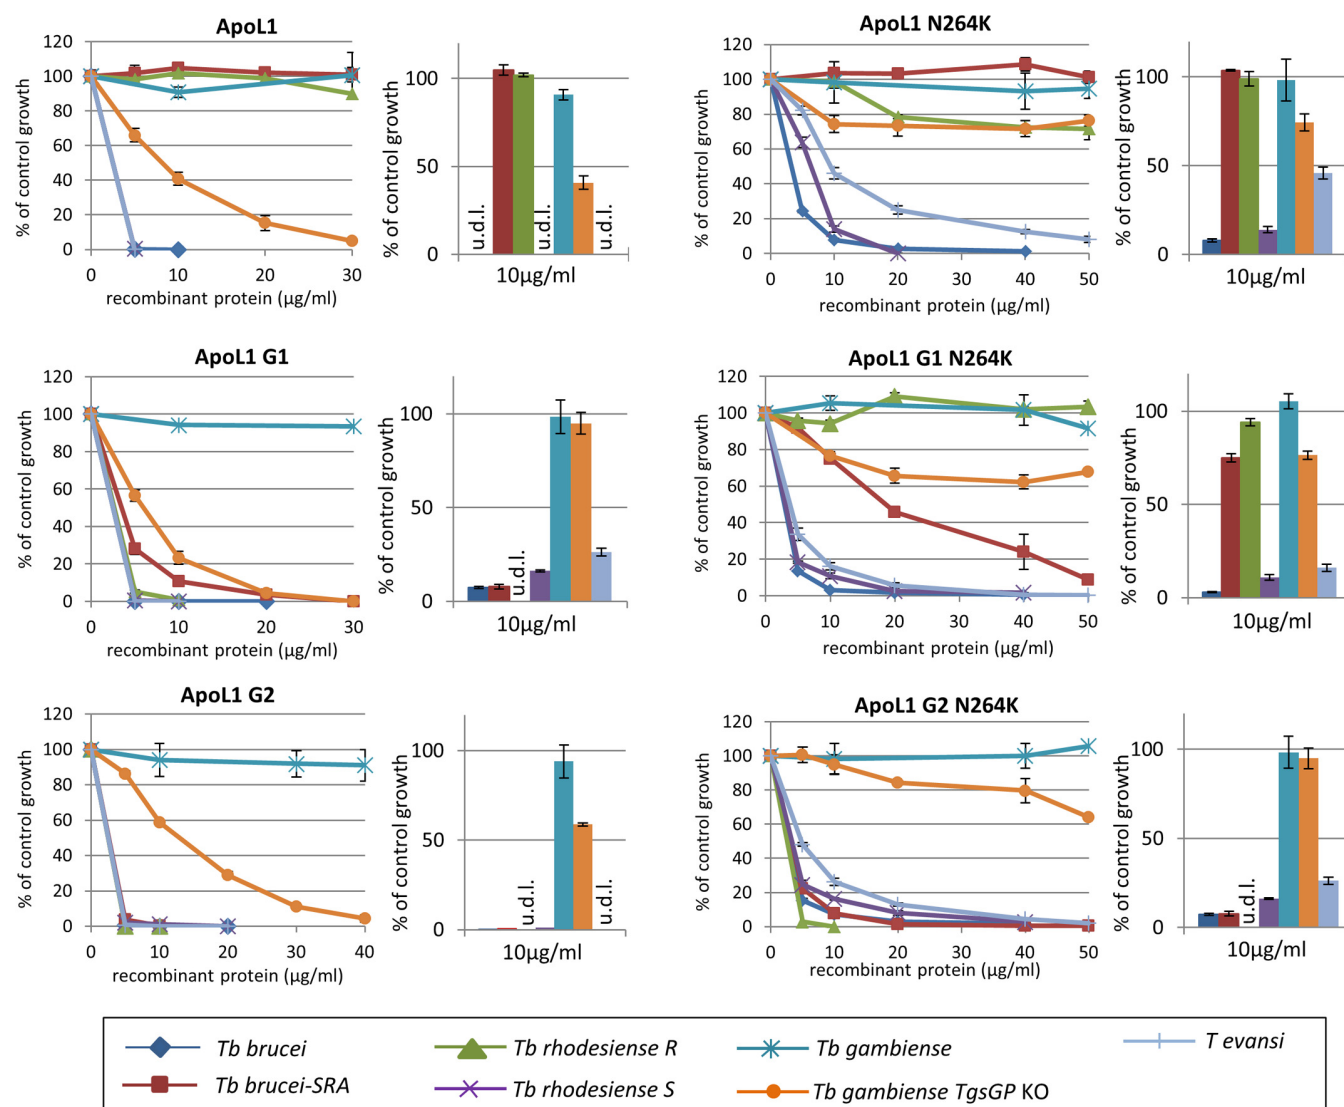 ApoL1
120
100
80
60
40
20
0
% of control growth
0 10 20 30
recombinant protein (µg/ml)
100
50
0
% of control growth
u.d.l. u.d.l. u.d.l.
10µg/ml
ApoL1 N264K
120
100
80
60
40
20
0
% of control growth
0 10 20 30 40 50
recombinant protein (µg/ml)
100
50
0
% of control growth
10µg/ml
ApoL1 G1
120
100
80
60
40
20
0
% of control growth
0 10 20 30
recombinant protein (µg/ml)
100
50
0
% of control growth
u.d.l.
10µg/ml
ApoL1 G1 N264K
120
100
80
60
40
20
0
% of control growth
0 10 20 30 40 50
recombinant protein (µg/ml)
100
50
0
% of control growth
10µg/ml
ApoL1 G2
120
100
80
60
40
20
0
% of control growth
0 10 20 30 40
recombinant protein (µg/ml)
100
50
0
% of control growth
u.d.l. u.d.l.
10µg/ml
ApoL1 G2 N264K
120
100
80
60
40
20
0
% of control growth
0 10 20 30 40 50
recombinant protein (µg/ml)
100
50
0
% of control growth
u.d.l.
10µg/ml
Tb brucei
Tb rhodesiense R
Tb gambiense
T evansi
Tb brucei-SRA
Tb rhodesiense S
Tb gambiense TgsGP KO